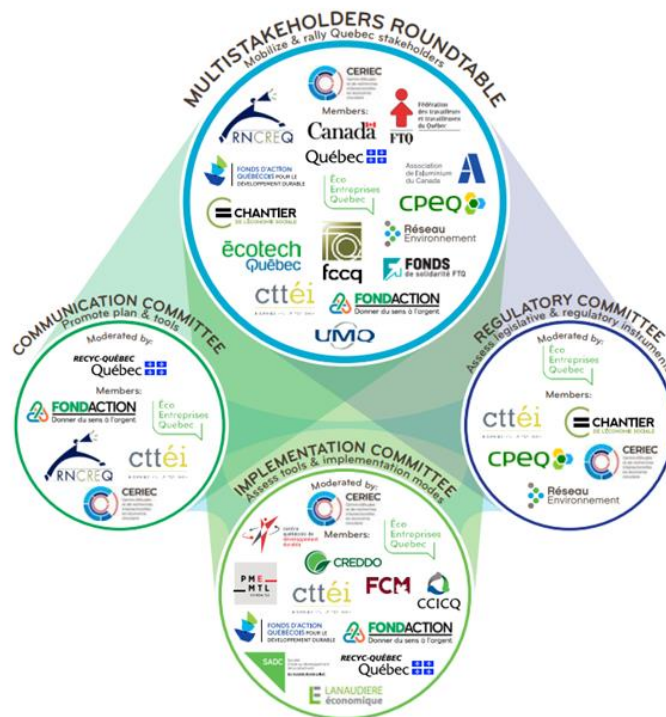 MULTISTAKEHOLDERS ROUNDTABLE
Mobilize & rally Quebec stakeholders
CERIEC
Members:
RNCREQ
Canada
FTQ
Fédération
des travailleurs
et travailleuses
du Québec
Québec
FONDS D'ACTION
QUÉBÉCOIS POUR LE
DÉVELOPPEMENT DURABLE
Éco
Entreprises
Québec
Association
de l'aluminium
du Canada
CHANTIER
DE L'ÉCONOMIE SOCIALE
CPEQ
écotech
Québec
fccq
Réseau
Environnement
FONDS
de solidarité FTQ
cttéi
FONDACTION
Donner du sens à l'argent
UMQ
COMMUNICATION COMMITTEE
Promote plan & tools
Moderated by:
RECYC-QUÉBEC
Québec
Members:
FONDACTION
Donner du sens à l'argent
Éco
Entreprises
Québec
RNCREQ
cttéi
CERIEC
REGULATORY COMMITTEE
Assess legislative & regulatory instruments
Moderated by:
Éco
Entreprises
Québec
Members:
cttéi
CHANTIER
DE L'ÉCONOMIE SOCIALE
CPEQ
CERIEC
Réseau
Environnement
IMPLEMENTATION COMMITTEE
Assess tools & implementation modes
Moderated by:
CERIEC
centre
québécois de
développement
durable
Members:
Éco
Entreprises
Québec
CREDDO
PME
MTL
cttéi
FCM
CCICQ
FONDS D'ACTION
QUÉBÉCOIS POUR LE
DÉVELOPPEMENT DURABLE
FONDACTION
Donner du sens à l'argent
SADC
RECYC-QUÉBEC
Québec
LANAUDIÈRE
économique